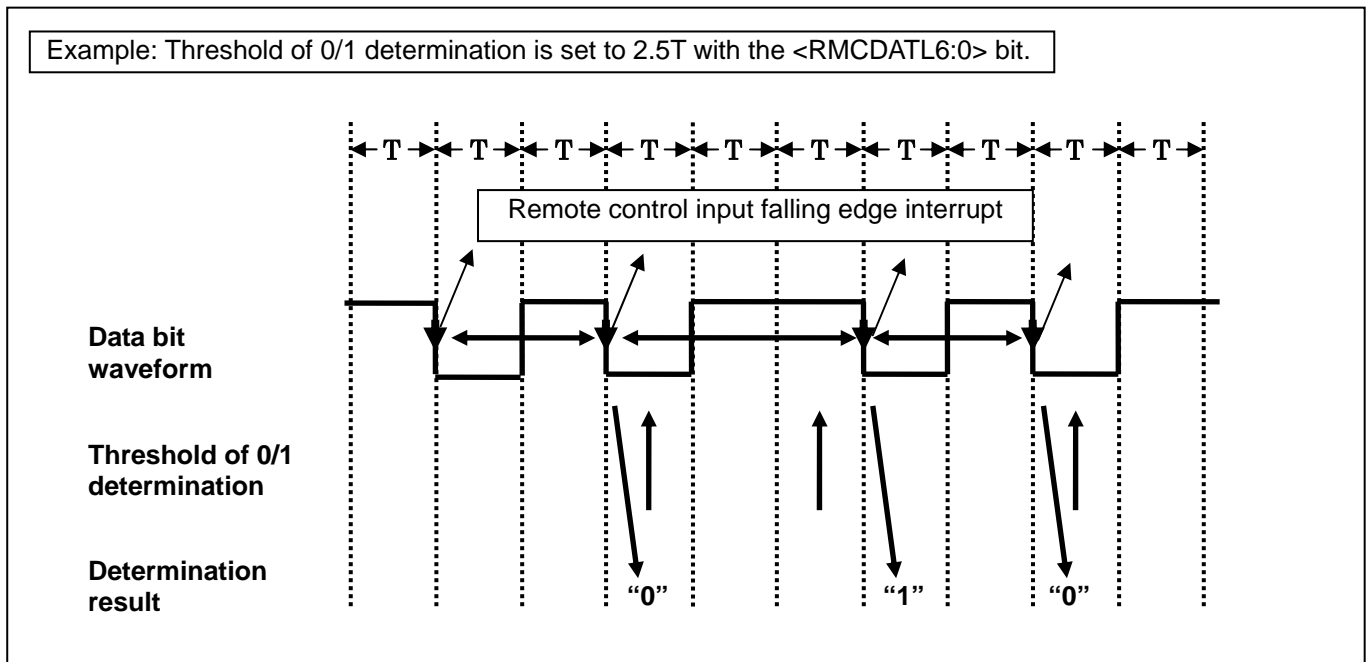 Example: Threshold of 0/1 determination is set to 2.5T with the <RMCDATL6:0> bit.
T T T T T T T T T T
Remote control input falling edge interrupt
Data bit
waveform
Threshold of 0/1
determination
Determination
result
“0” “1” “0”